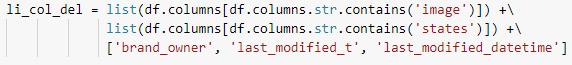 li_col_del = list(df.columns[df.columns.str.contains('image')]) +\
list(df.columns[df.columns.str.contains('states')]) +\
['brand_owner', 'last_modified_t', 'last_modified_datetime']